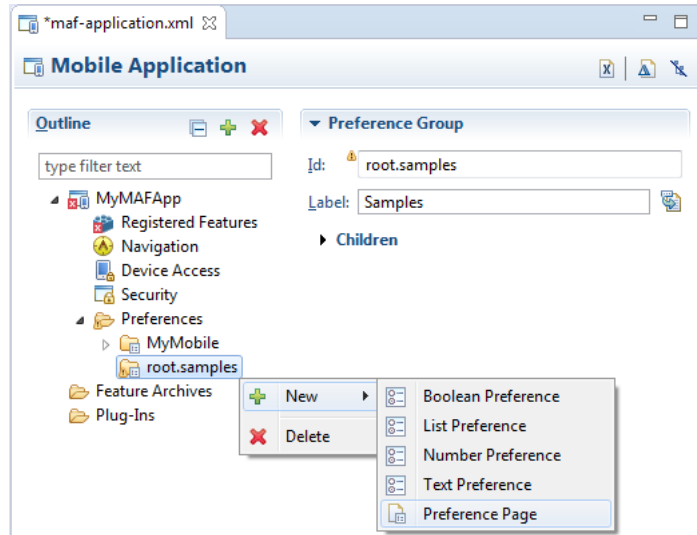 *maf-application.xml
Mobile Application
Outline
type filter text
MyMAFApp
Registered Features
Navigation
Device Access
Security
Preferences
MyMobile
root.samples
Feature Archives
Plug-Ins
Preference Group
Id: root.samples
Label: Samples
Children
New
Delete
Boolean Preference
List Preference
Number Preference
Text Preference
Preference Page